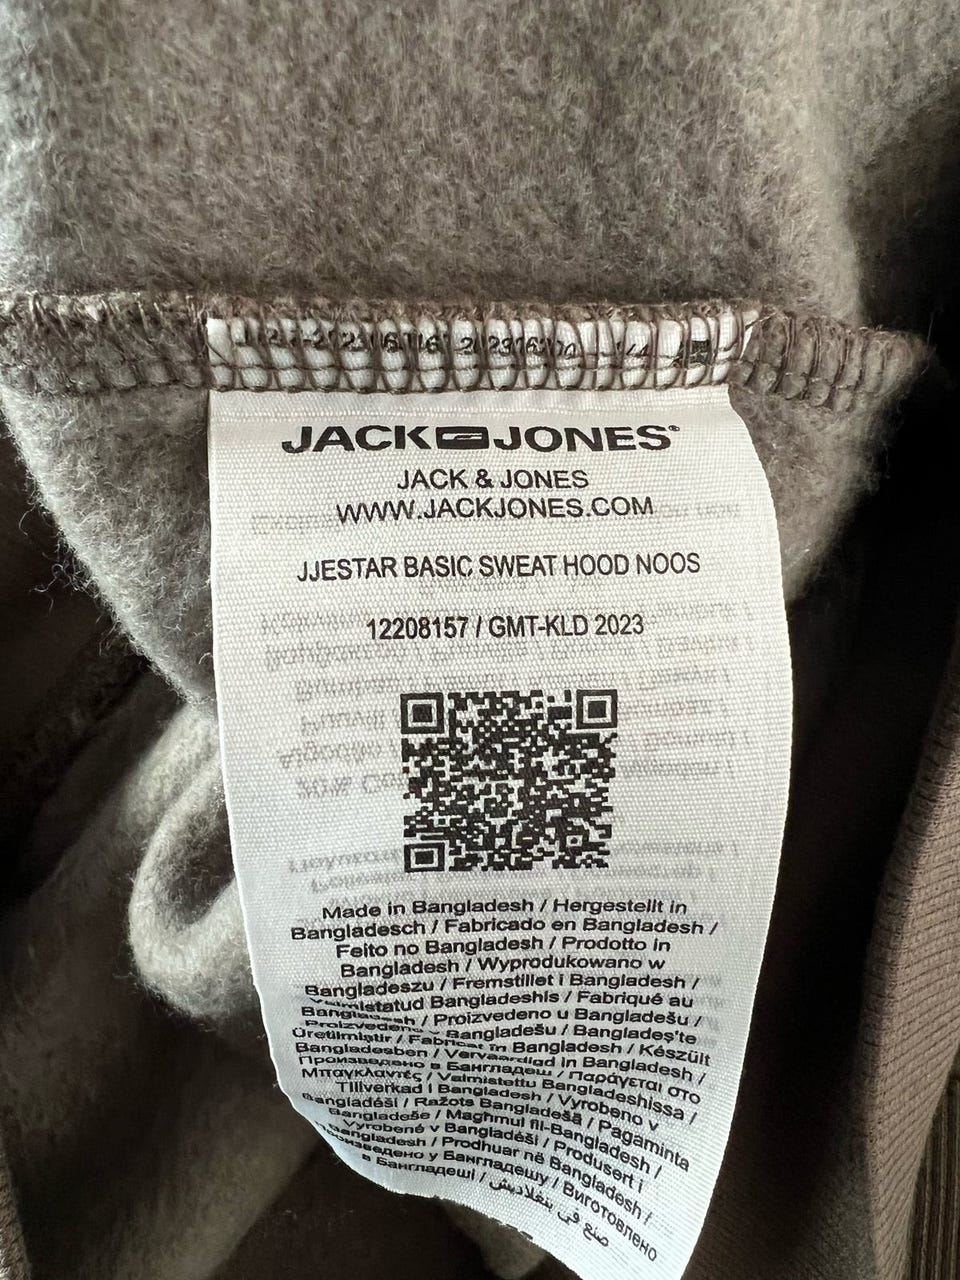 JACK JONES®
JACK & JONES
WWW.JACKJONES.COM
JJESTAR BASIC SWEAT HOOD NOOS
12208157 / GMT-KLD 2023
Made in Bangladesh / Hergestellt in
Bangladesch / Fabricado en Bangladesh /
Feito no Bangladesh / Prodotto in
Bangladesh / Wyprodukowano w
Bangladeszu / Fremstillet i Bangladesh /
Valmistatud Bangladeshis / Fabriqué au
Bangladesh / Proizvedeno u Bangladešu /
Proizvedeno v Bangladešu / Bangladeş'te
Üretilmiştir / Fabricat în Bangladesh / Készült
Bangladesben / Vervaardigd in Bangladesh /
Произведено в Бангладеш / Παράγεται στο
Μπαγκλαντές / Valmistettu Bangladeshissa /
Tillverkad i Bangladesh / Vyrobeno v
Bangladéši / Ražots Bangladešā / Pagaminta
Bangladeše / Magħmul fil-Bangladesh /
Vyrobené v Bangladéši / Produsert i
Bangladesh / Prodhuar në Bangladesh /
Произведено у Бангладешу / Виготовлено
в Бангладеші / صنع في بنغلاديش